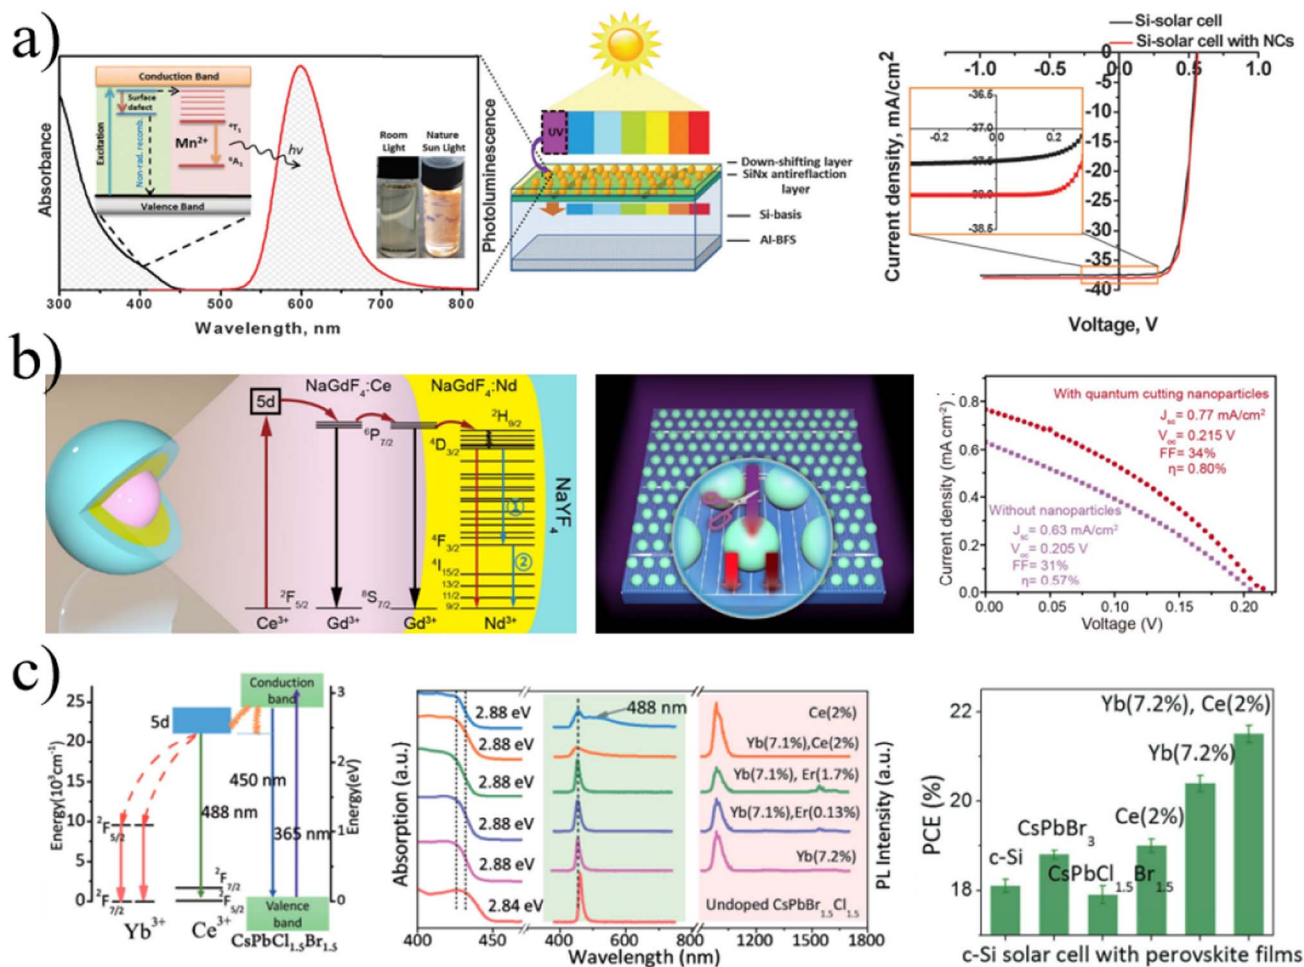 a)
Absorbance
Conduction Band
Surface
defect
Excitation
Non-rad. recomb.
Mn²⁺
⁴T₁
⁶A₁
hv
Valence Band
Room
Light
Nature
Sun Light
Photoluminescence
300 400 500 600 700 800
Wavelength, nm
UV
Down-shifting layer
SiNx antireflaction
layer
Si-basis
Al-BFS
Si-solar cell
Si-solar cell with NCs
-1.0 -0.5 0.0 0.5 1.0
0
-5
-10
-15
-20
-25
-30
-35
-40
-36.5
-37.0
-0.2 0 0.2
-37.5
-38.0
-38.5
Current density, mA/cm2
Voltage, V
b)
NaGdF₄:Ce
NaGdF₄:Nd
NaYF₄
5d
⁶P₇/₂
²H₉/₂
⁴D₃/₂
①
⁴F₃/₂
②
⁴I₁₅/₂
13/2
11/2
9/2
²F₅/₂
⁸S₇/₂
Ce³⁺ Gd³⁺ Gd³⁺ Nd³⁺
Current density (mA cm⁻²)
0.8
0.6
0.4
0.2
0.0
With quantum cutting nanoparticles
Jsc= 0.77 mA/cm²
Voc= 0.215 V
FF= 34%
η= 0.80%
Without nanoparticles
Jsc= 0.63 mA/cm²
Voc= 0.205 V
FF= 31%
η= 0.57%
0.00 0.05 0.10 0.15 0.20
Voltage (V)
c)
Energy(10³cm⁻¹)
25
20
15
10
5
0
5d
Conduction
band
3
2
1
0
Energy(eV)
450 nm
488 nm
365 nm
²F₅/₂
²F₇/₂
²F₇/₂
²F₅/₂
Valence
band
Yb³⁺ Ce³⁺ CsPbCl₁.₅Br₁.₅
Absorption (a.u.)
2.88 eV
2.88 eV
2.88 eV
2.88 eV
2.88 eV
2.84 eV
488 nm
Ce(2%)
Yb(7.1%),Ce(2%)
Yb(7.1%), Er(1.7%)
Yb(7.1%),Er(0.13%)
Yb(7.2%)
Undoped CsPbBr₁.₅Cl₁.₅
PL Intensity (a.u.)
400 450 400 600 800 1000 1200 1400 1600 1800
Wavelength (nm)
PCE (%)
22
20
18
c-Si
CsPbBr₃
CsPbCl₁.₅Br₁.₅
Ce(2%)
Yb(7.2%)
Yb(7.2%), Ce(2%)
c-Si solar cell with perovskite films